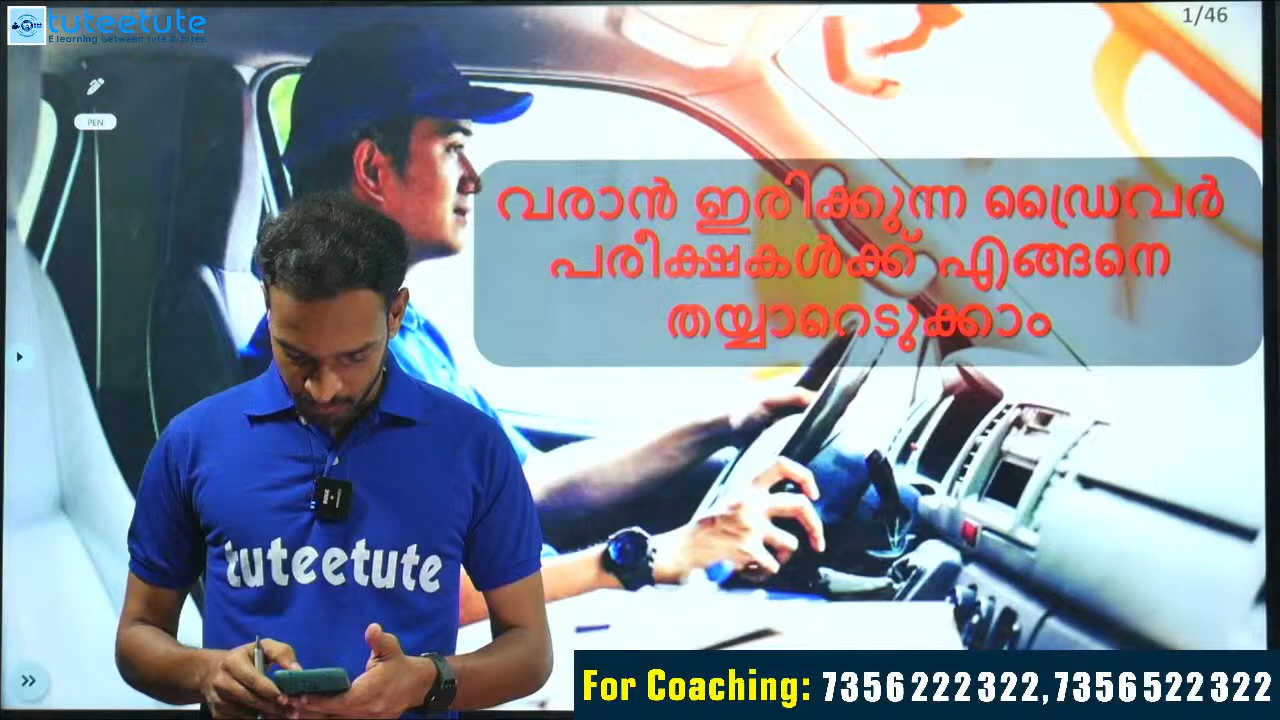 tuteetute
E learning between tute & tutee
1/46
PEN
വരാൻ ഇരിക്കുന്ന ഡ്രൈവർ
പരീക്ഷകൾക്ക് എങ്ങനെ
തയ്യാറെടുക്കാം
tuteetute
For Coaching: 7356222322,7356522322